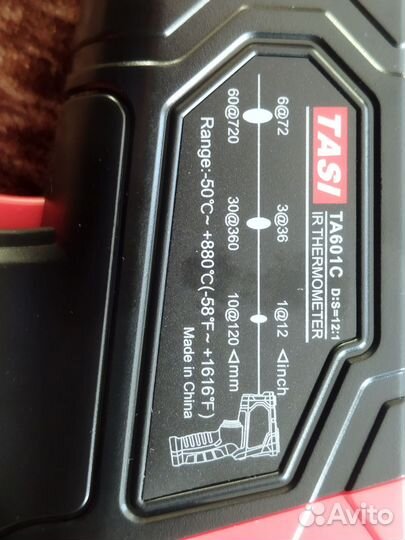 TASI
TA601C D:S=12:1
IR THERMOMETER
6@72 3@36 1@12 ◁inch
60@720 30@360 10@120 ◁mm
Range:-50℃~ +880℃(-58℉~ +1616℉)
Made in China
Avito